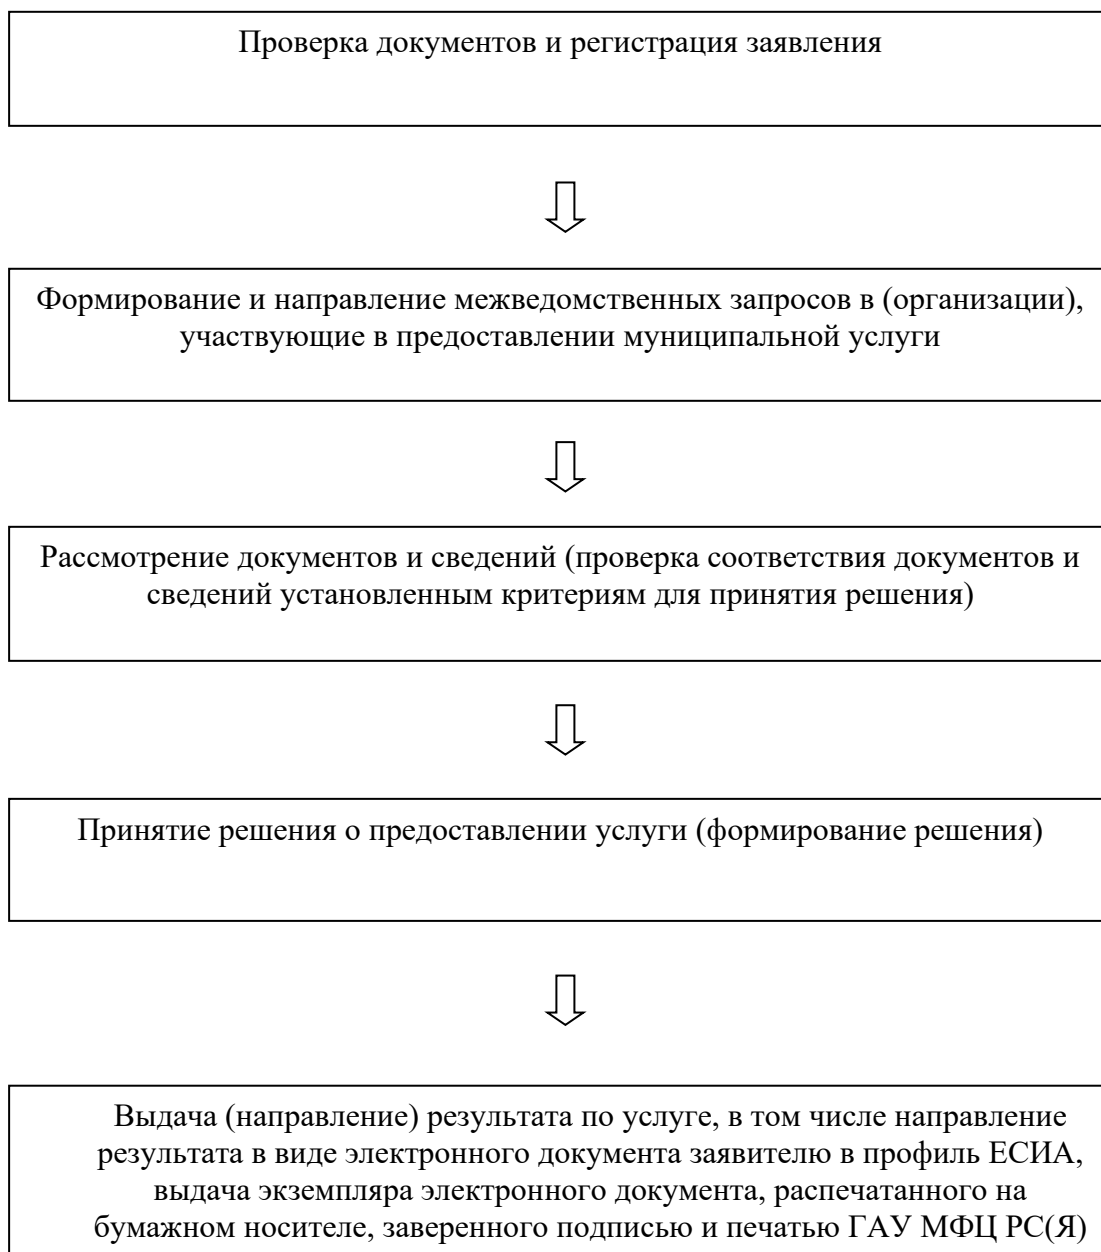 Проверка документов и регистрация заявления
Формирование и направление межведомственных запросов в (организации),
участвующие в предоставлении муниципальной услуги
Рассмотрение документов и сведений (проверка соответствия документов и
сведений установленным критериям для принятия решения)
Принятие решения о предоставлении услуги (формирование решения)
Выдача (направление) результата по услуге, в том числе направление
результата в виде электронного документа заявителю в профиль ЕСИА,
выдача экземпляра электронного документа, распечатанного на
бумажном носителе, заверенного подписью и печатью ГАУ МФЦ РС(Я)